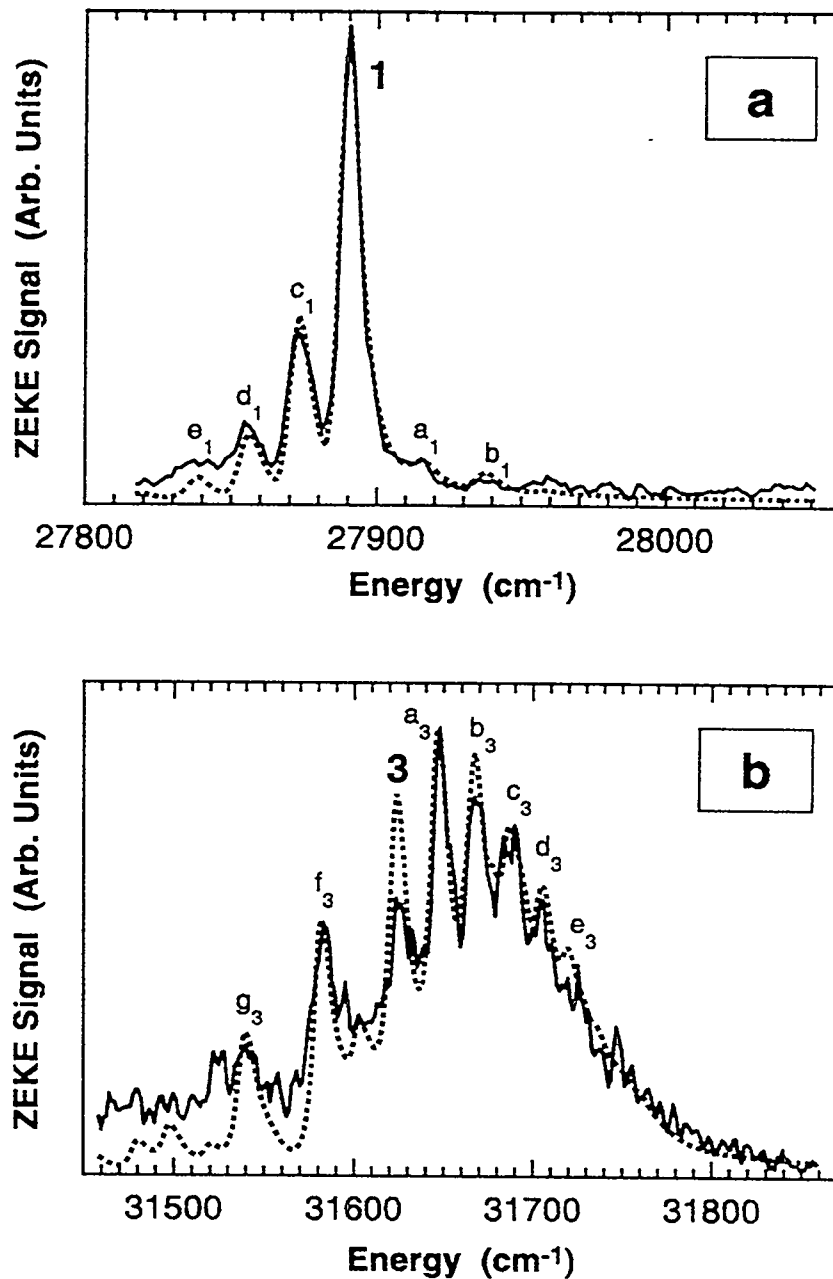 ZEKE Signal (Arb. Units)
1
a
c1
d1
e1
a1
b1
27800
27900
28000
Energy (cm-1)
ZEKE Signal (Arb. Units)
a3
b3
b
3
c3
d3
f3
e3
g3
31500
31600
31700
31800
Energy (cm-1)